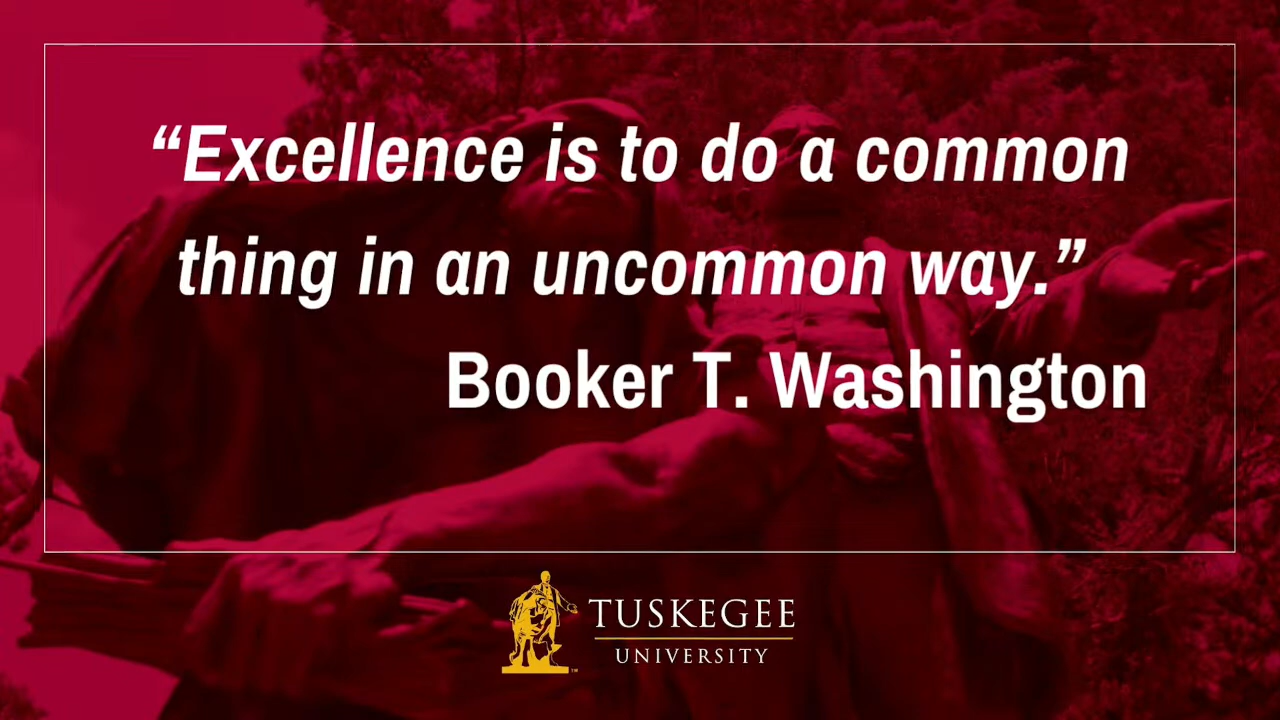 “Excellence is to do a common
thing in an uncommon way.”
Booker T. Washington
TUSKEGEE
UNIVERSITY